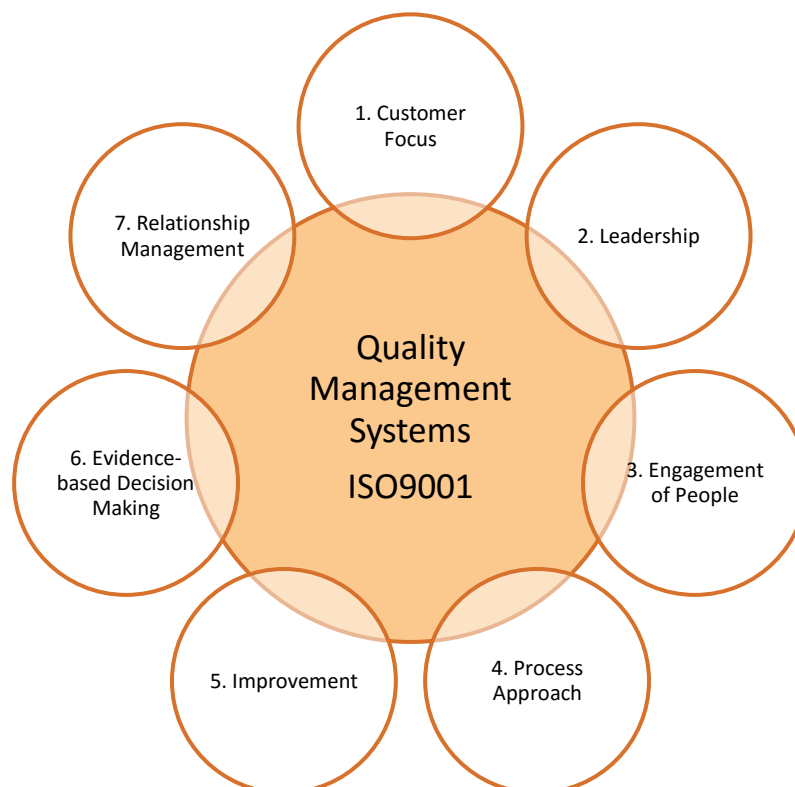 1. Customer
Focus
2. Leadership
3. Engagement
of People
4. Process
Approach
5. Improvement
6. Evidence-
based Decision
Making
7. Relationship
Management
Quality
Management
Systems
ISO9001